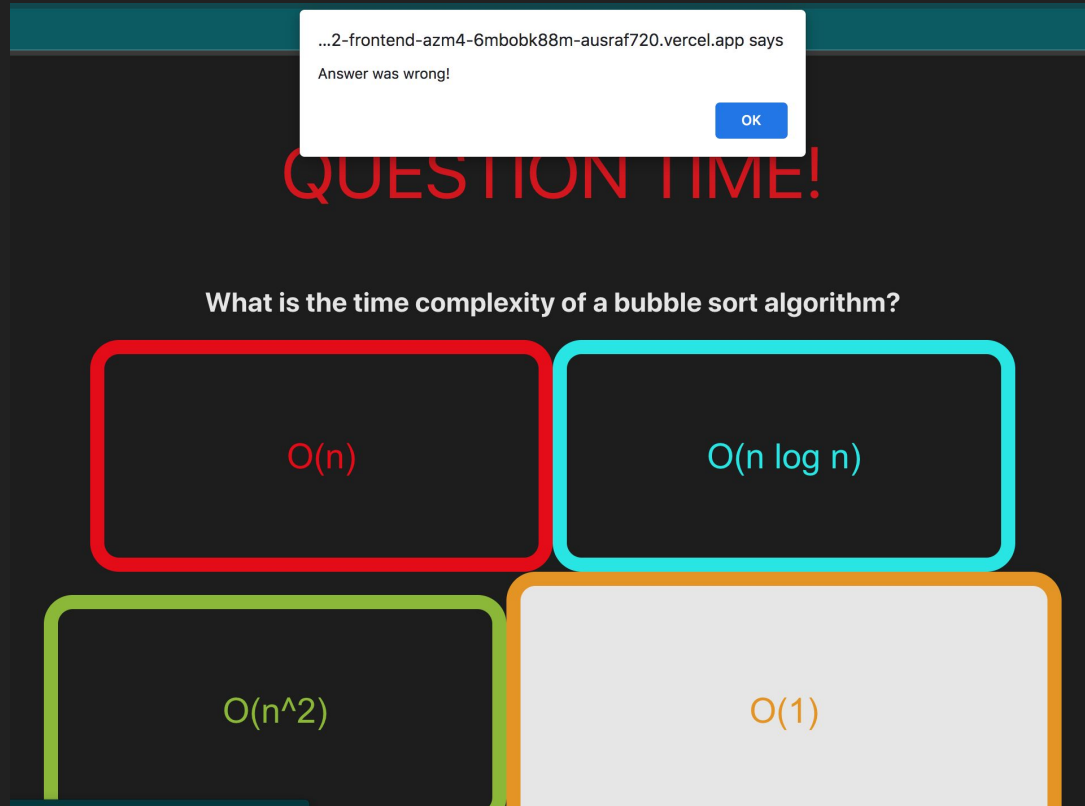 ...2-frontend-azm4-6mbobk88m-ausraf720.vercel.app says
Answer was wrong!
OK
QUESTION TIME!
What is the time complexity of a bubble sort algorithm?
O(n)
O(n log n)
O(n^2)
O(1)